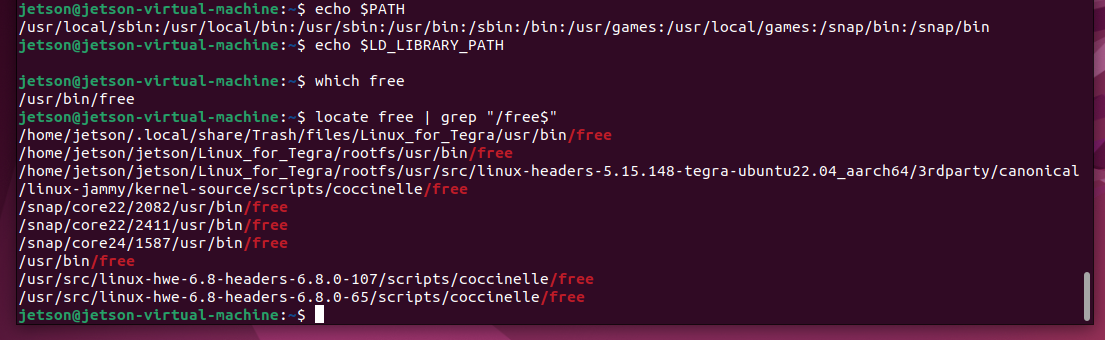 jetson@jetson-virtual-machine:~$ echo $PATH
/usr/local/sbin:/usr/local/bin:/usr/sbin:/usr/bin:/sbin:/bin:/usr/games:/usr/local/games:/snap/bin:/snap/bin
jetson@jetson-virtual-machine:~$ echo $LD_LIBRARY_PATH

jetson@jetson-virtual-machine:~$ which free
/usr/bin/free
jetson@jetson-virtual-machine:~$ locate free | grep "/free$"
/home/jetson/.local/share/Trash/files/Linux_for_Tegra/usr/bin/free
/home/jetson/jetson/Linux_for_Tegra/rootfs/usr/bin/free
/home/jetson/jetson/Linux_for_Tegra/rootfs/usr/src/linux-headers-5.15.148-tegra-ubuntu22.04_aarch64/3rdparty/canonical
/linux-jammy/kernel-source/scripts/coccinelle/free
/snap/core22/2082/usr/bin/free
/snap/core22/2411/usr/bin/free
/snap/core24/1587/usr/bin/free
/usr/bin/free
/usr/src/linux-hwe-6.8-headers-6.8.0-107/scripts/coccinelle/free
/usr/src/linux-hwe-6.8-headers-6.8.0-65/scripts/coccinelle/free
jetson@jetson-virtual-machine:~$